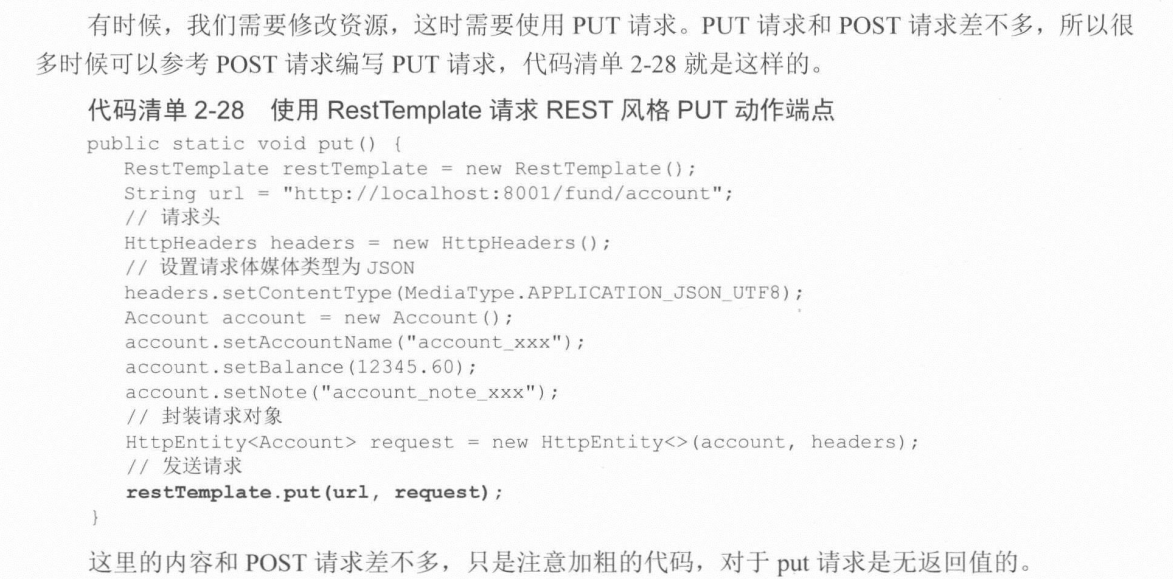 有时候，我们需要修改资源，这时需要使用 PUT 请求。PUT 请求和 POST 请求差不多，所以很
多时候可以参考 POST 请求编写 PUT 请求，代码清单 2-28 就是这样的。
代码清单 2-28 使用 RestTemplate 请求 REST 风格 PUT 动作端点
public static void put() {
RestTemplate restTemplate = new RestTemplate();
String url = "http://localhost:8001/fund/account";
// 请求头
HttpHeaders headers = new HttpHeaders();
// 设置请求体媒体类型为 JSON
headers.setContentType(MediaType.APPLICATION_JSON_UTF8);
Account account = new Account();
account.setAccountName("account_xxx");
account.setBalance(12345.60);
account.setNote("account_note_xxx");
// 封装请求对象
HttpEntity<Account> request = new HttpEntity<>(account, headers);
// 发送请求
restTemplate.put(url, request);
}
这里的内容和 POST 请求差不多，只是注意加粗的代码，对于 put 请求是无返回值的。